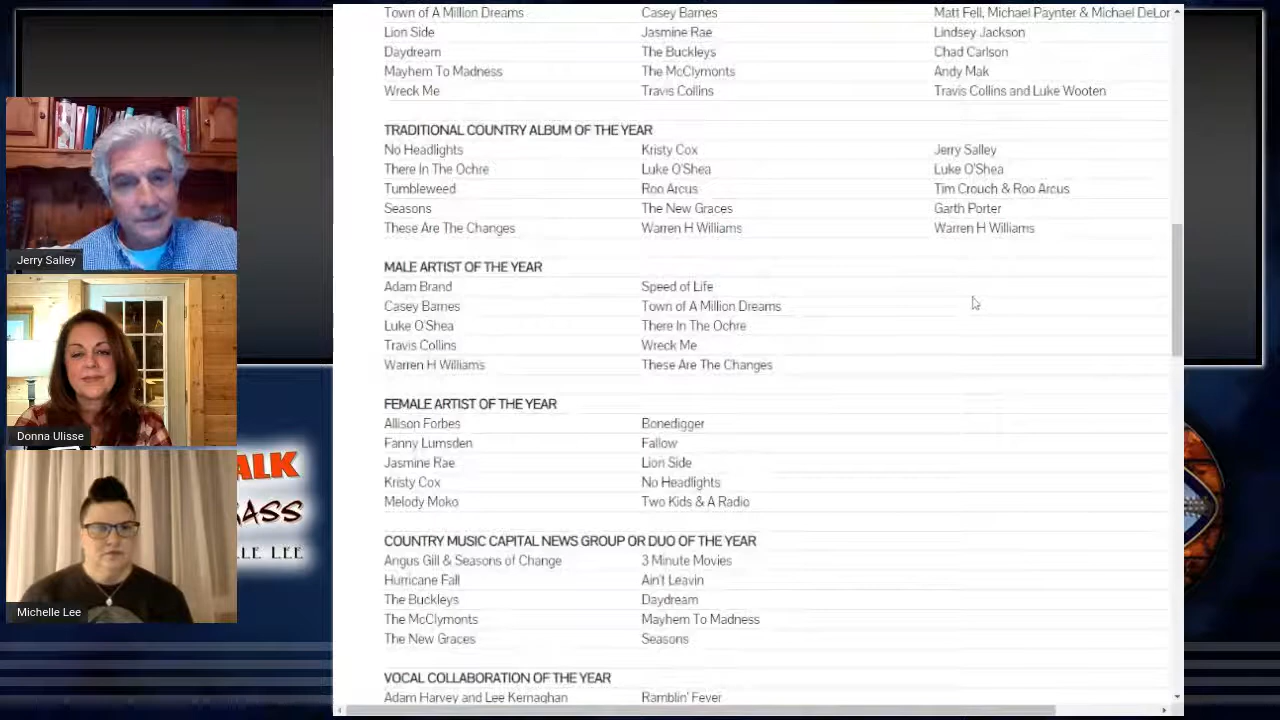 Town of A Million Dreams Casey Barnes Matt Fell, Michael Paynter & Michael DeLor
Lion Side Jasmine Rae Lindsey Jackson
Daydream The Buckleys Chad Carlson
Mayhem To Madness The McClymonts Andy Mak
Wreck Me Travis Collins Travis Collins and Luke Wooten
TRADITIONAL COUNTRY ALBUM OF THE YEAR
No Headlights Kristy Cox Jerry Salley
There In The Ochre Luke O'Shea Luke O'Shea
Tumbleweed Roo Arcus Tim Crouch & Roo Arcus
Seasons The New Graces Garth Porter
These Are The Changes Warren H Williams Warren H Williams
MALE ARTIST OF THE YEAR
Adam Brand Speed of Life
Casey Barnes Town of A Million Dreams
Luke O'Shea There In The Ochre
Travis Collins Wreck Me
Warren H Williams These Are The Changes
FEMALE ARTIST OF THE YEAR
Allison Forbes Bonedigger
Fanny Lumsden Fallow
Jasmine Rae Lion Side
Kristy Cox No Headlights
Melody Moko Two Kids & A Radio
COUNTRY MUSIC CAPITAL NEWS GROUP OR DUO OF THE YEAR
Angus Gill & Seasons of Change 3 Minute Movies
Hurricane Fall Ain't Leavin
The Buckleys Daydream
The McClymonts Mayhem To Madness
The New Graces Seasons
VOCAL COLLABORATION OF THE YEAR
Adam Harvey and Lee Kernaghan Ramblin' Fever
Jerry Salley
Donna Ulisse
Michelle Lee
ALK
RASS
LE LEE